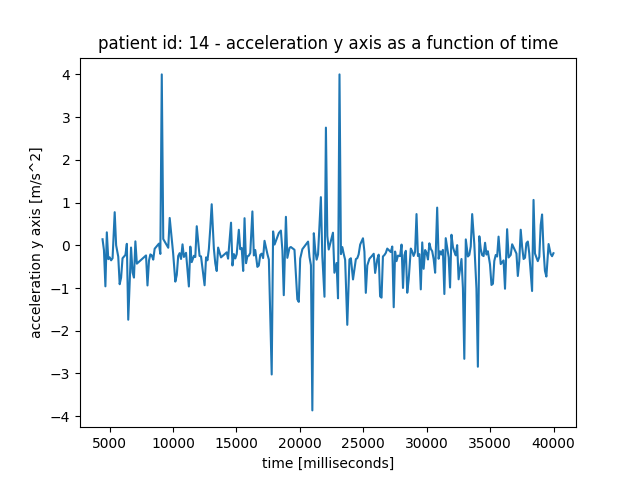 patient id: 14 - acceleration y axis as a function of time
acceleration y axis [m/s^2]
4
3
2
1
0
−1
−2
−3
−4
5000 10000 15000 20000 25000 30000 35000 40000
time [milliseconds]